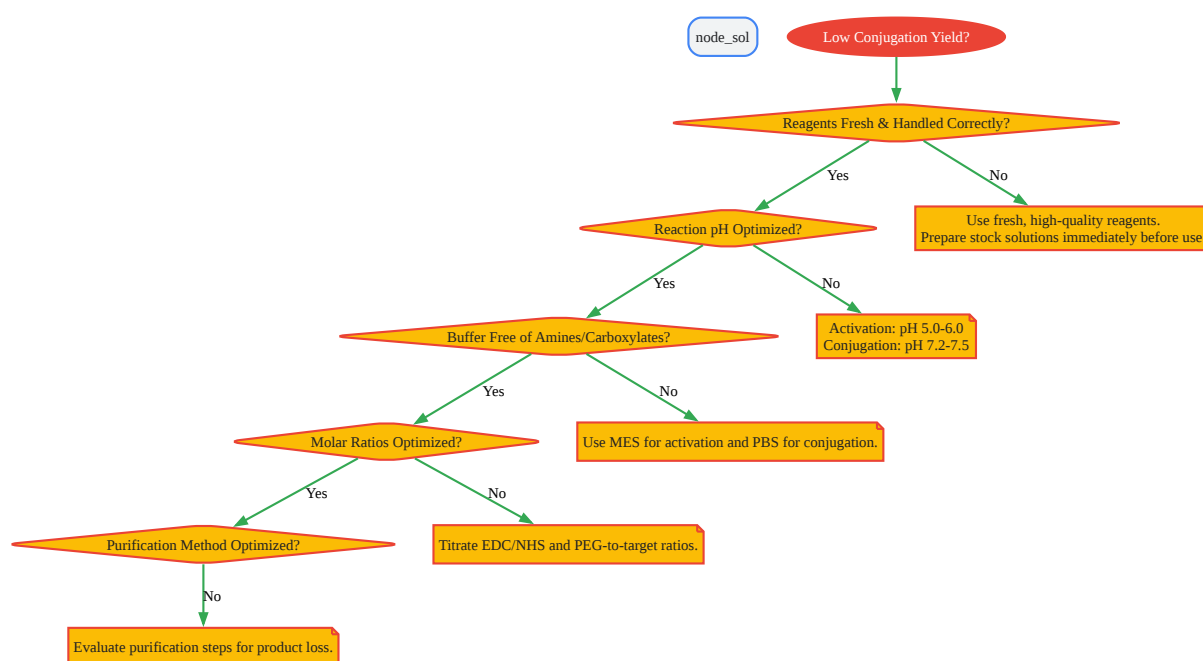 node_sol
Low Conjugation Yield?
Reagents Fresh & Handled Correctly?
Yes
No
Reaction pH Optimized?
Use fresh, high-quality reagents.
Prepare stock solutions immediately before use
Yes
No
Buffer Free of Amines/Carboxylates?
Activation: pH 5.0-6.0
Conjugation: pH 7.2-7.5
Yes
No
Molar Ratios Optimized?
Use MES for activation and PBS for conjugation.
Yes
No
Purification Method Optimized?
Titrate EDC/NHS and PEG-to-target ratios.
No
Evaluate purification steps for product loss.